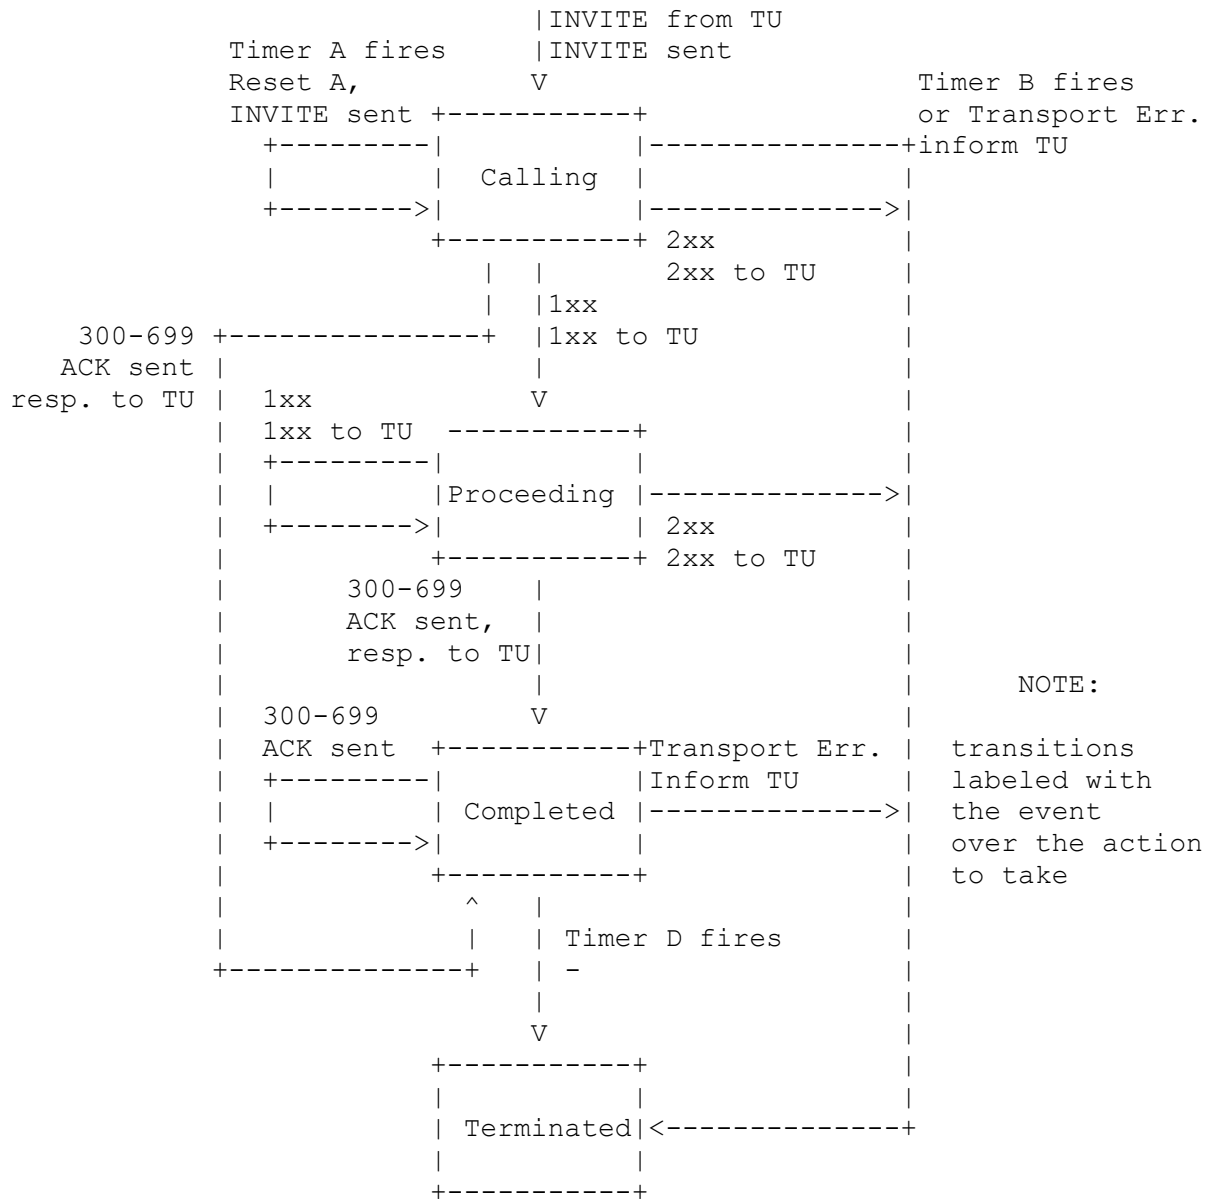 INVITE from TU
Timer A fires INVITE sent
Reset A, Timer B fires
INVITE sent or Transport Err.
inform TU
Calling
2xx
2xx to TU
1xx
300-699 1xx to TU
ACK sent
resp. to TU 1xx
1xx to TU
Proceeding
2xx
2xx to TU
300-699
ACK sent,
resp. to TU
NOTE:
300-699
ACK sent Transport Err. transitions
Inform TU labeled with
Completed the event
over the action
to take
Timer D fires
-
Terminated